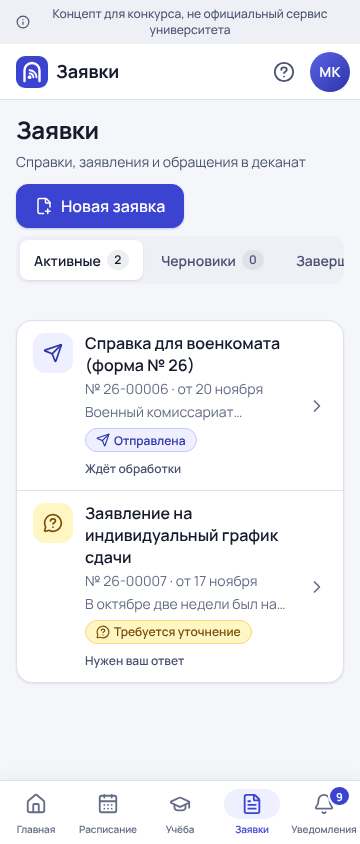 Концепт для конкурса, не официальный сервис
университета
Заявки
МК
Заявки
Справки, заявления и обращения в деканат
Новая заявка
Активные 2 Черновики 0 Заверш
Справка для военкомата
(форма № 26)
№ 26-00006 · от 20 ноября
Военный комиссариат…
Отправлена
Ждёт обработки
Заявление на
индивидуальный график
сдачи
№ 26-00007 · от 17 ноября
В октябре две недели был на…
Требуется уточнение
Нужен ваш ответ
9
Главная Расписание Учёба Заявки Уведомления